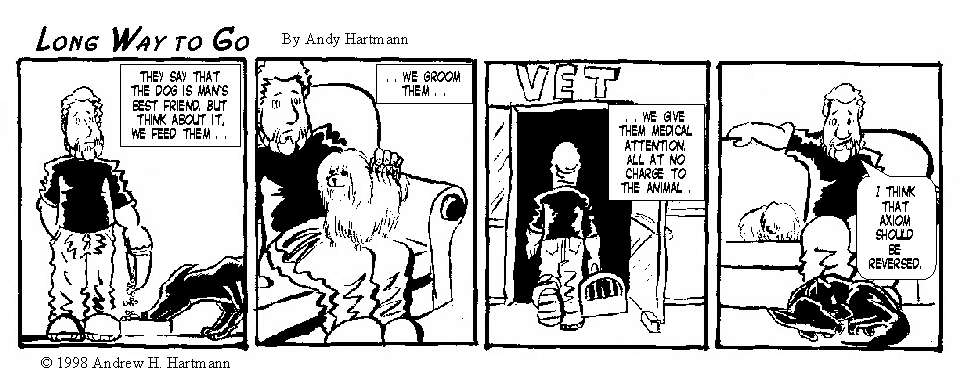 LONG WAY TO GO
By Andy Hartmann
THEY SAY THAT
THE DOG IS MAN'S
BEST FRIEND. BUT
THINK ABOUT IT,
WE FEED THEM . .
. . WE GROOM
THEM . .
VET
. . WE GIVE
THEM MEDICAL
ATTENTION.
ALL AT NO
CHARGE TO
THE ANIMAL .
I THINK
THAT
AXIOM
SHOULD
BE
REVERSED.
© 1998 Andrew H. Hartmann